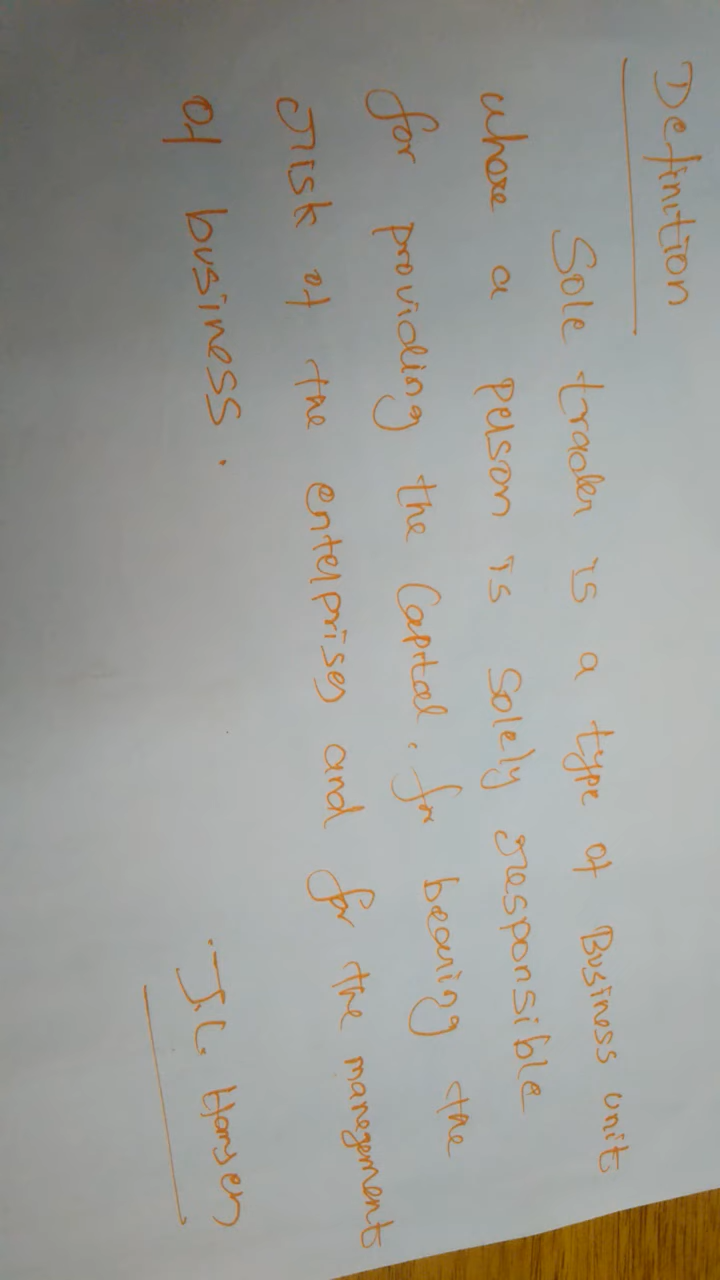 Definition
Sole trader is a type of Business unit
where a person is solely responsible
for providing the Capital. for bearing the
risk of the enterprises and for the management
of business.
J.L. Hansen